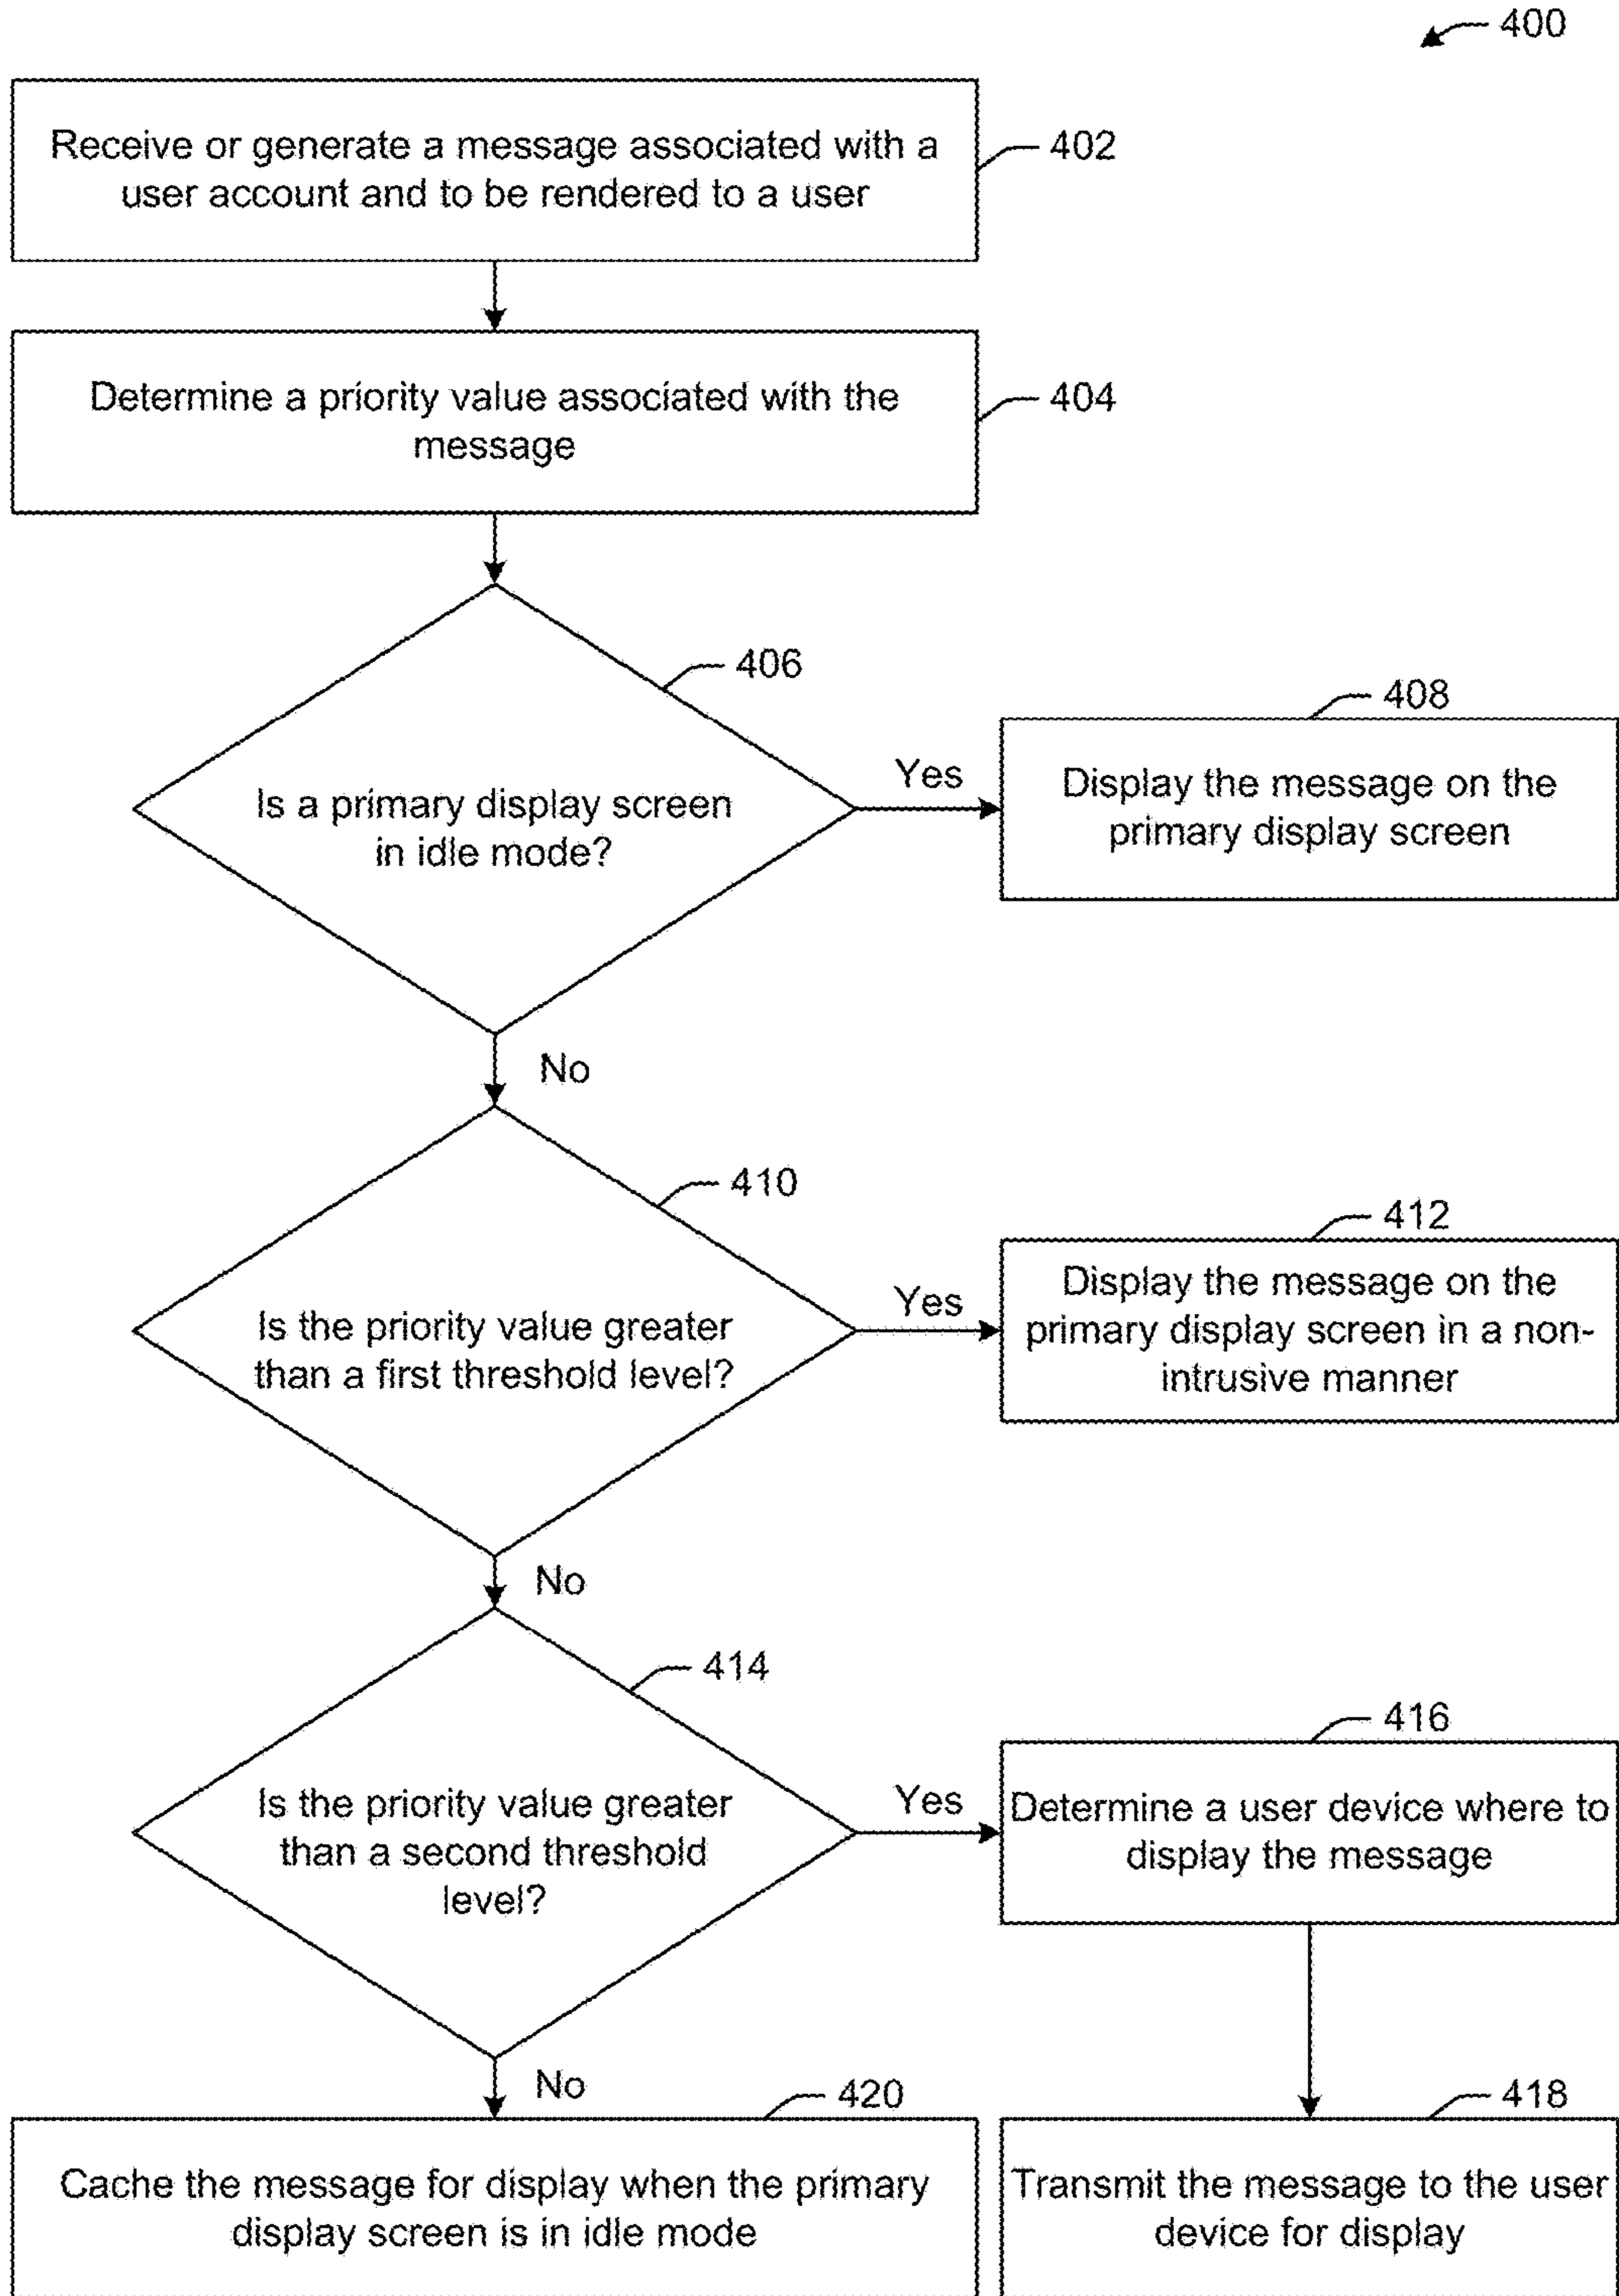 400
Receive or generate a message associated with a
user account and to be rendered to a user
402
Determine a priority value associated with the
message
404
406
Is a primary display screen
in idle mode?
Yes
408
Display the message on the
primary display screen
No
410
Is the priority value greater
than a first threshold level?
Yes
412
Display the message on the
primary display screen in a non-
intrusive manner
No
414
Is the priority value greater
than a second threshold
level?
Yes
416
Determine a user device where to
display the message
No
420
Cache the message for display when the primary
display screen is in idle mode
418
Transmit the message to the user
device for display